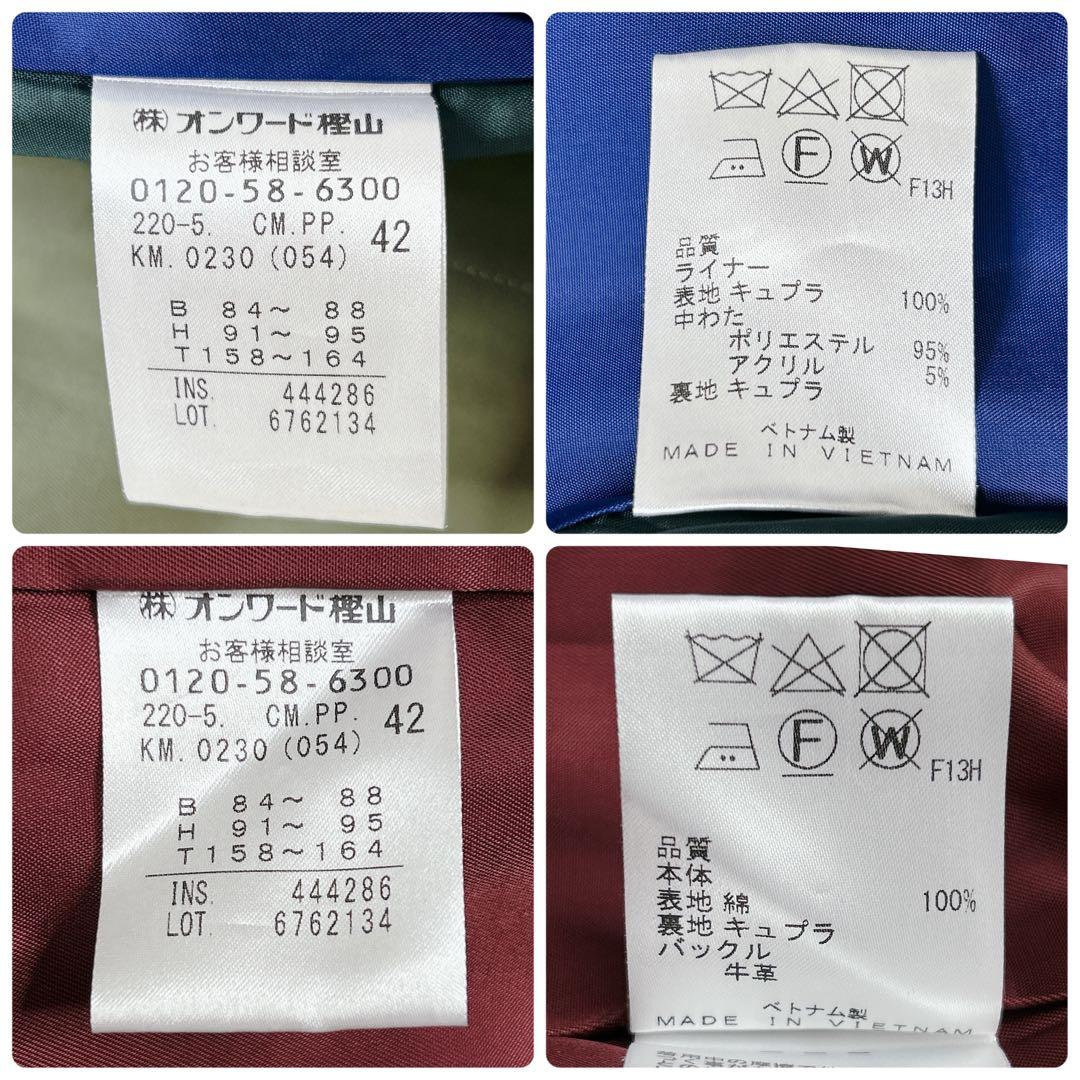 ㈱オンワード樫山
お客様相談室
0120-58-6300
220-5. CM.PP. 42
KM.0230(054)
B 84～ 88
H 91～ 95
T158～164
INS. 444286
LOT. 6762134
F
W
F13H
品質
ライナー
表地 キュプラ 100%
中わた
ポリエステル 95%
アクリル 5%
裏地 キュプラ
ベトナム製
MADE IN VIETNAM
㈱オンワード樫山
お客様相談室
0120-58-6300
220-5. CM.PP. 42
KM.0230(054)
B 84～ 88
H 91～ 95
T158～164
INS. 444286
LOT. 6762134
F
W
F13H
品質
本体
表地 綿 100%
裏地 キュプラ
バックル
牛革
ベトナム製
MADE IN VIETNAM